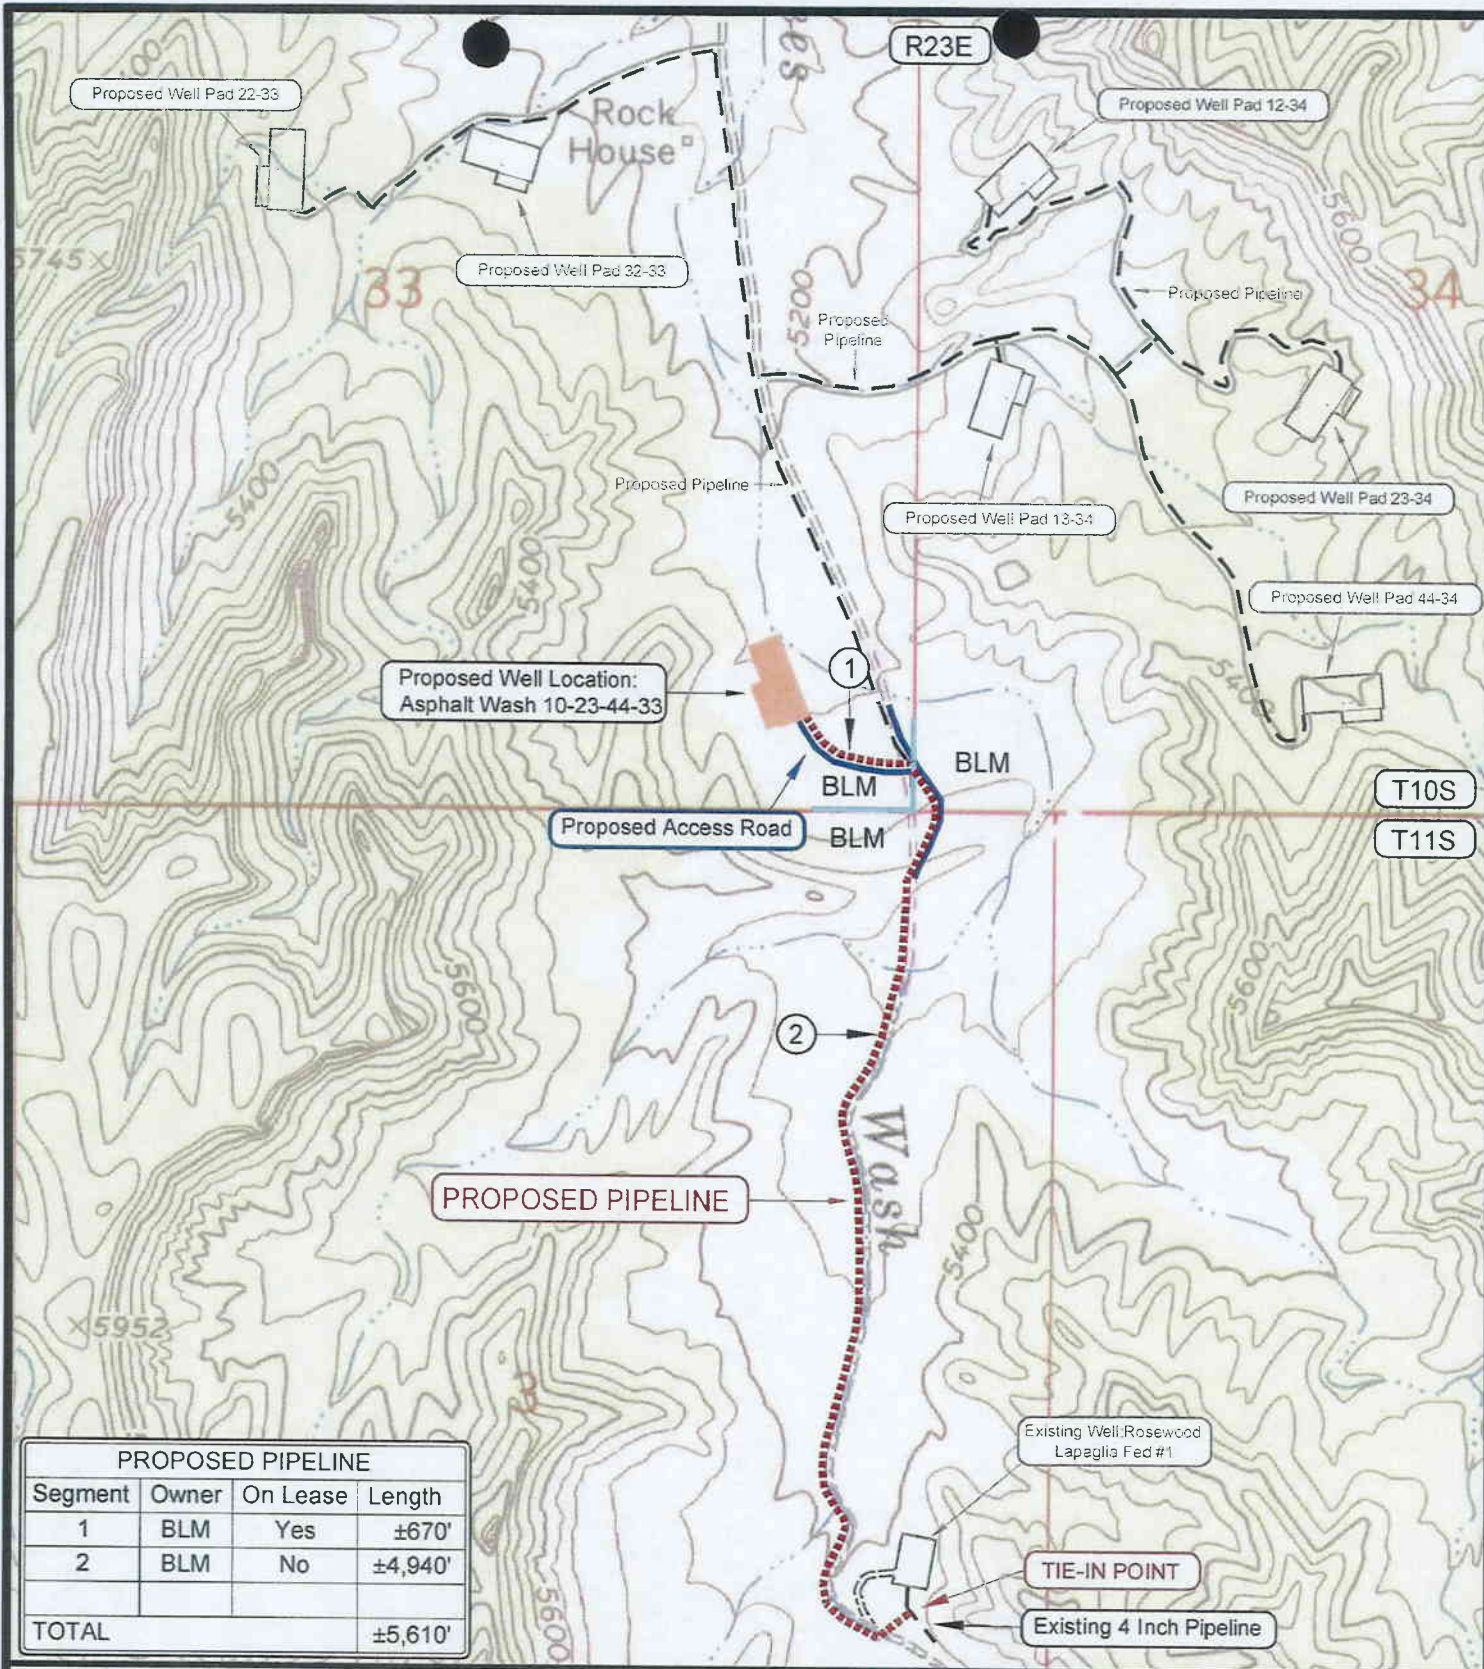 R23E
Proposed Well Pad 22-33
Proposed Well Pad 12-34
Rock
House
5745
33
Proposed Well Pad 32-33
5600
34
Proposed Pipeline
5200
Proposed
Pipeline
5400
Proposed Pipeline
Proposed Well Pad 23-34
Proposed Well Pad 13-34
5400
Proposed Well Pad 44-34
1
Proposed Well Location:
Asphalt Wash 10-23-44-33
BLM
BLM
T10S
Proposed Access Road
BLM
T11S
5600
5600
2
Wash
PROPOSED PIPELINE
5400
5952
3
Existing Well:Rosewood
Lapaglia Fed #1
PROPOSED PIPELINE
Segment Owner On Lease Length
1 BLM Yes ±670'
2 BLM No ±4,940'
TOTAL ±5,610'
TIE-IN POINT
5600
Existing 4 Inch Pipeline